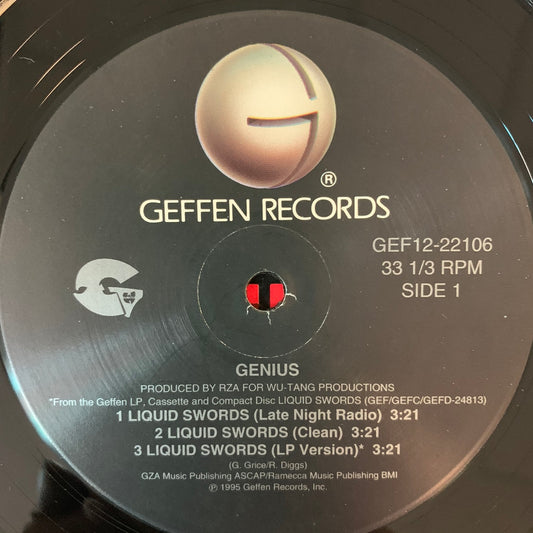 ®
GEFFEN RECORDS
GEF12-22106
33 1/3 RPM
SIDE 1
GENIUS
PRODUCED BY RZA FOR WU-TANG PRODUCTIONS
*From the Geffen LP, Cassette and Compact Disc LIQUID SWORDS (GEF/GEFC/GEFD-24813)
1 LIQUID SWORDS (Late Night Radio) 3:21
2 LIQUID SWORDS (Clean) 3:21
3 LIQUID SWORDS (LP Version)* 3:21
(G. Grice/R. Diggs)
GZA Music Publishing ASCAP/Ramecca Music Publishing BMI
℗ 1995 Geffen Records, Inc.